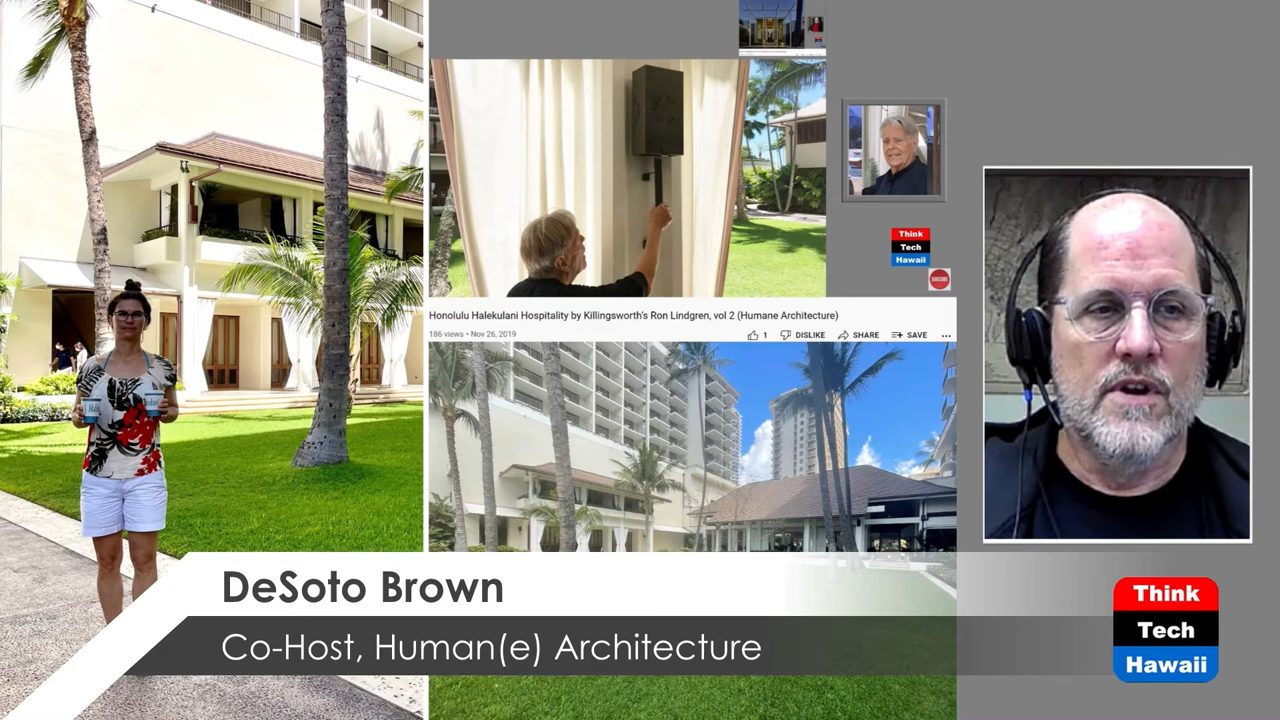 Think
Tech
Hawaii
SUBSCRIBE
Honolulu Halekulani Hospitality by Killingsworth's Ron Lindgren, vol 2 (Humane Architecture)
186 views • Nov 26, 2019
1 DISLIKE SHARE SAVE ...
DeSoto Brown
Co-Host, Human(e) Architecture
Think
Tech
Hawaii